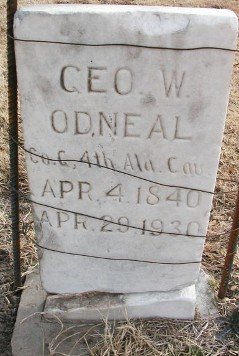 GEO. W.
ODNEAL
Co. C, 4th Ala. Cav
APR. 4. 1840
APR. 29. 1930